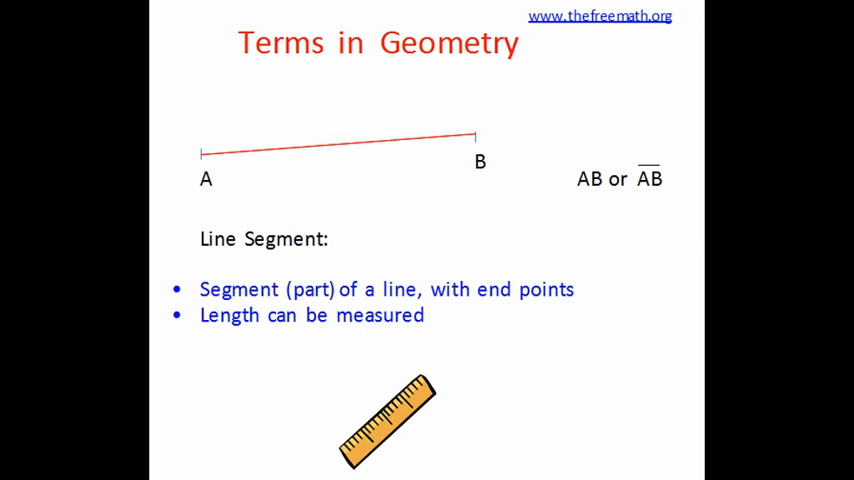 www.thefreemath.org
Terms in Geometry
A
B
AB or A͞B
Line Segment:
• Segment (part) of a line, with end points
• Length can be measured